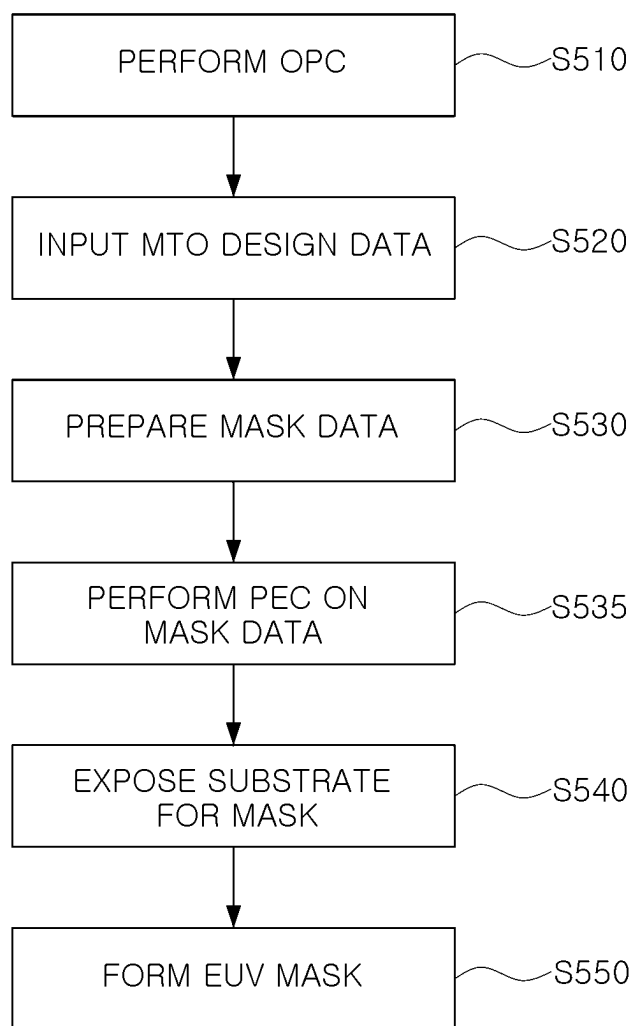 PERFORM OPC
S510
INPUT MTO DESIGN DATA
S520
PREPARE MASK DATA
S530
PERFORM PEC ON
MASK DATA
S535
EXPOSE SUBSTRATE
FOR MASK
S540
FORM EUV MASK
S550